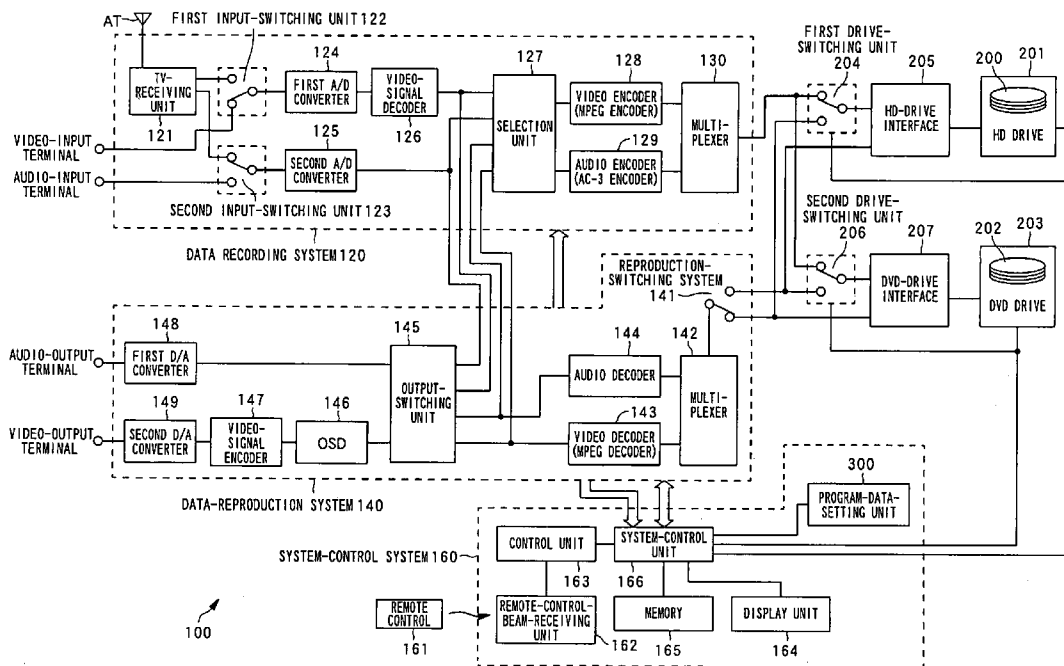 AT
FIRST INPUT-SWITCHING UNIT 122
TV-
RECEIVING
UNIT
121
124
FIRST A/D
CONVERTER
VIDEO-
SIGNAL
DECODER
126
127
SELECTION
UNIT
128
VIDEO ENCODER
(MPEG ENCODER)
130
MULTI-
PLEXER
VIDEO-INPUT
TERMINAL
AUDIO-INPUT
TERMINAL
125
SECOND A/D
CONVERTER
129
AUDIO ENCODER
(AC-3 ENCODER)
SECOND INPUT-SWITCHING UNIT 123
DATA RECORDING SYSTEM 120
FIRST DRIVE-
SWITCHING UNIT
204
205
HD-DRIVE
INTERFACE
200
201
HD DRIVE
SECOND DRIVE-
SWITCHING UNIT
206
207
DVD-DRIVE
INTERFACE
202
203
DVD DRIVE
REPRODUCTION-
SWITCHING SYSTEM
141
AUDIO-OUTPUT
TERMINAL
148
FIRST D/A
CONVERTER
145
OUTPUT-
SWITCHING
UNIT
144
AUDIO DECODER
142
MULTI-
PLEXER
VIDEO-OUTPUT
TERMINAL
149
SECOND D/A
CONVERTER
147
VIDEO-
SIGNAL
ENCODER
146
OSD
143
VIDEO DECODER
(MPEG DECODER)
DATA-REPRODUCTION SYSTEM 140
300
PROGRAM-DATA-
SETTING UNIT
SYSTEM-CONTROL SYSTEM 160
CONTROL UNIT
163
SYSTEM-CONTROL
UNIT
166
100
REMOTE
CONTROL
161
REMOTE-CONTROL-
BEAM-RECEIVING
UNIT
162
MEMORY
165
DISPLAY UNIT
164